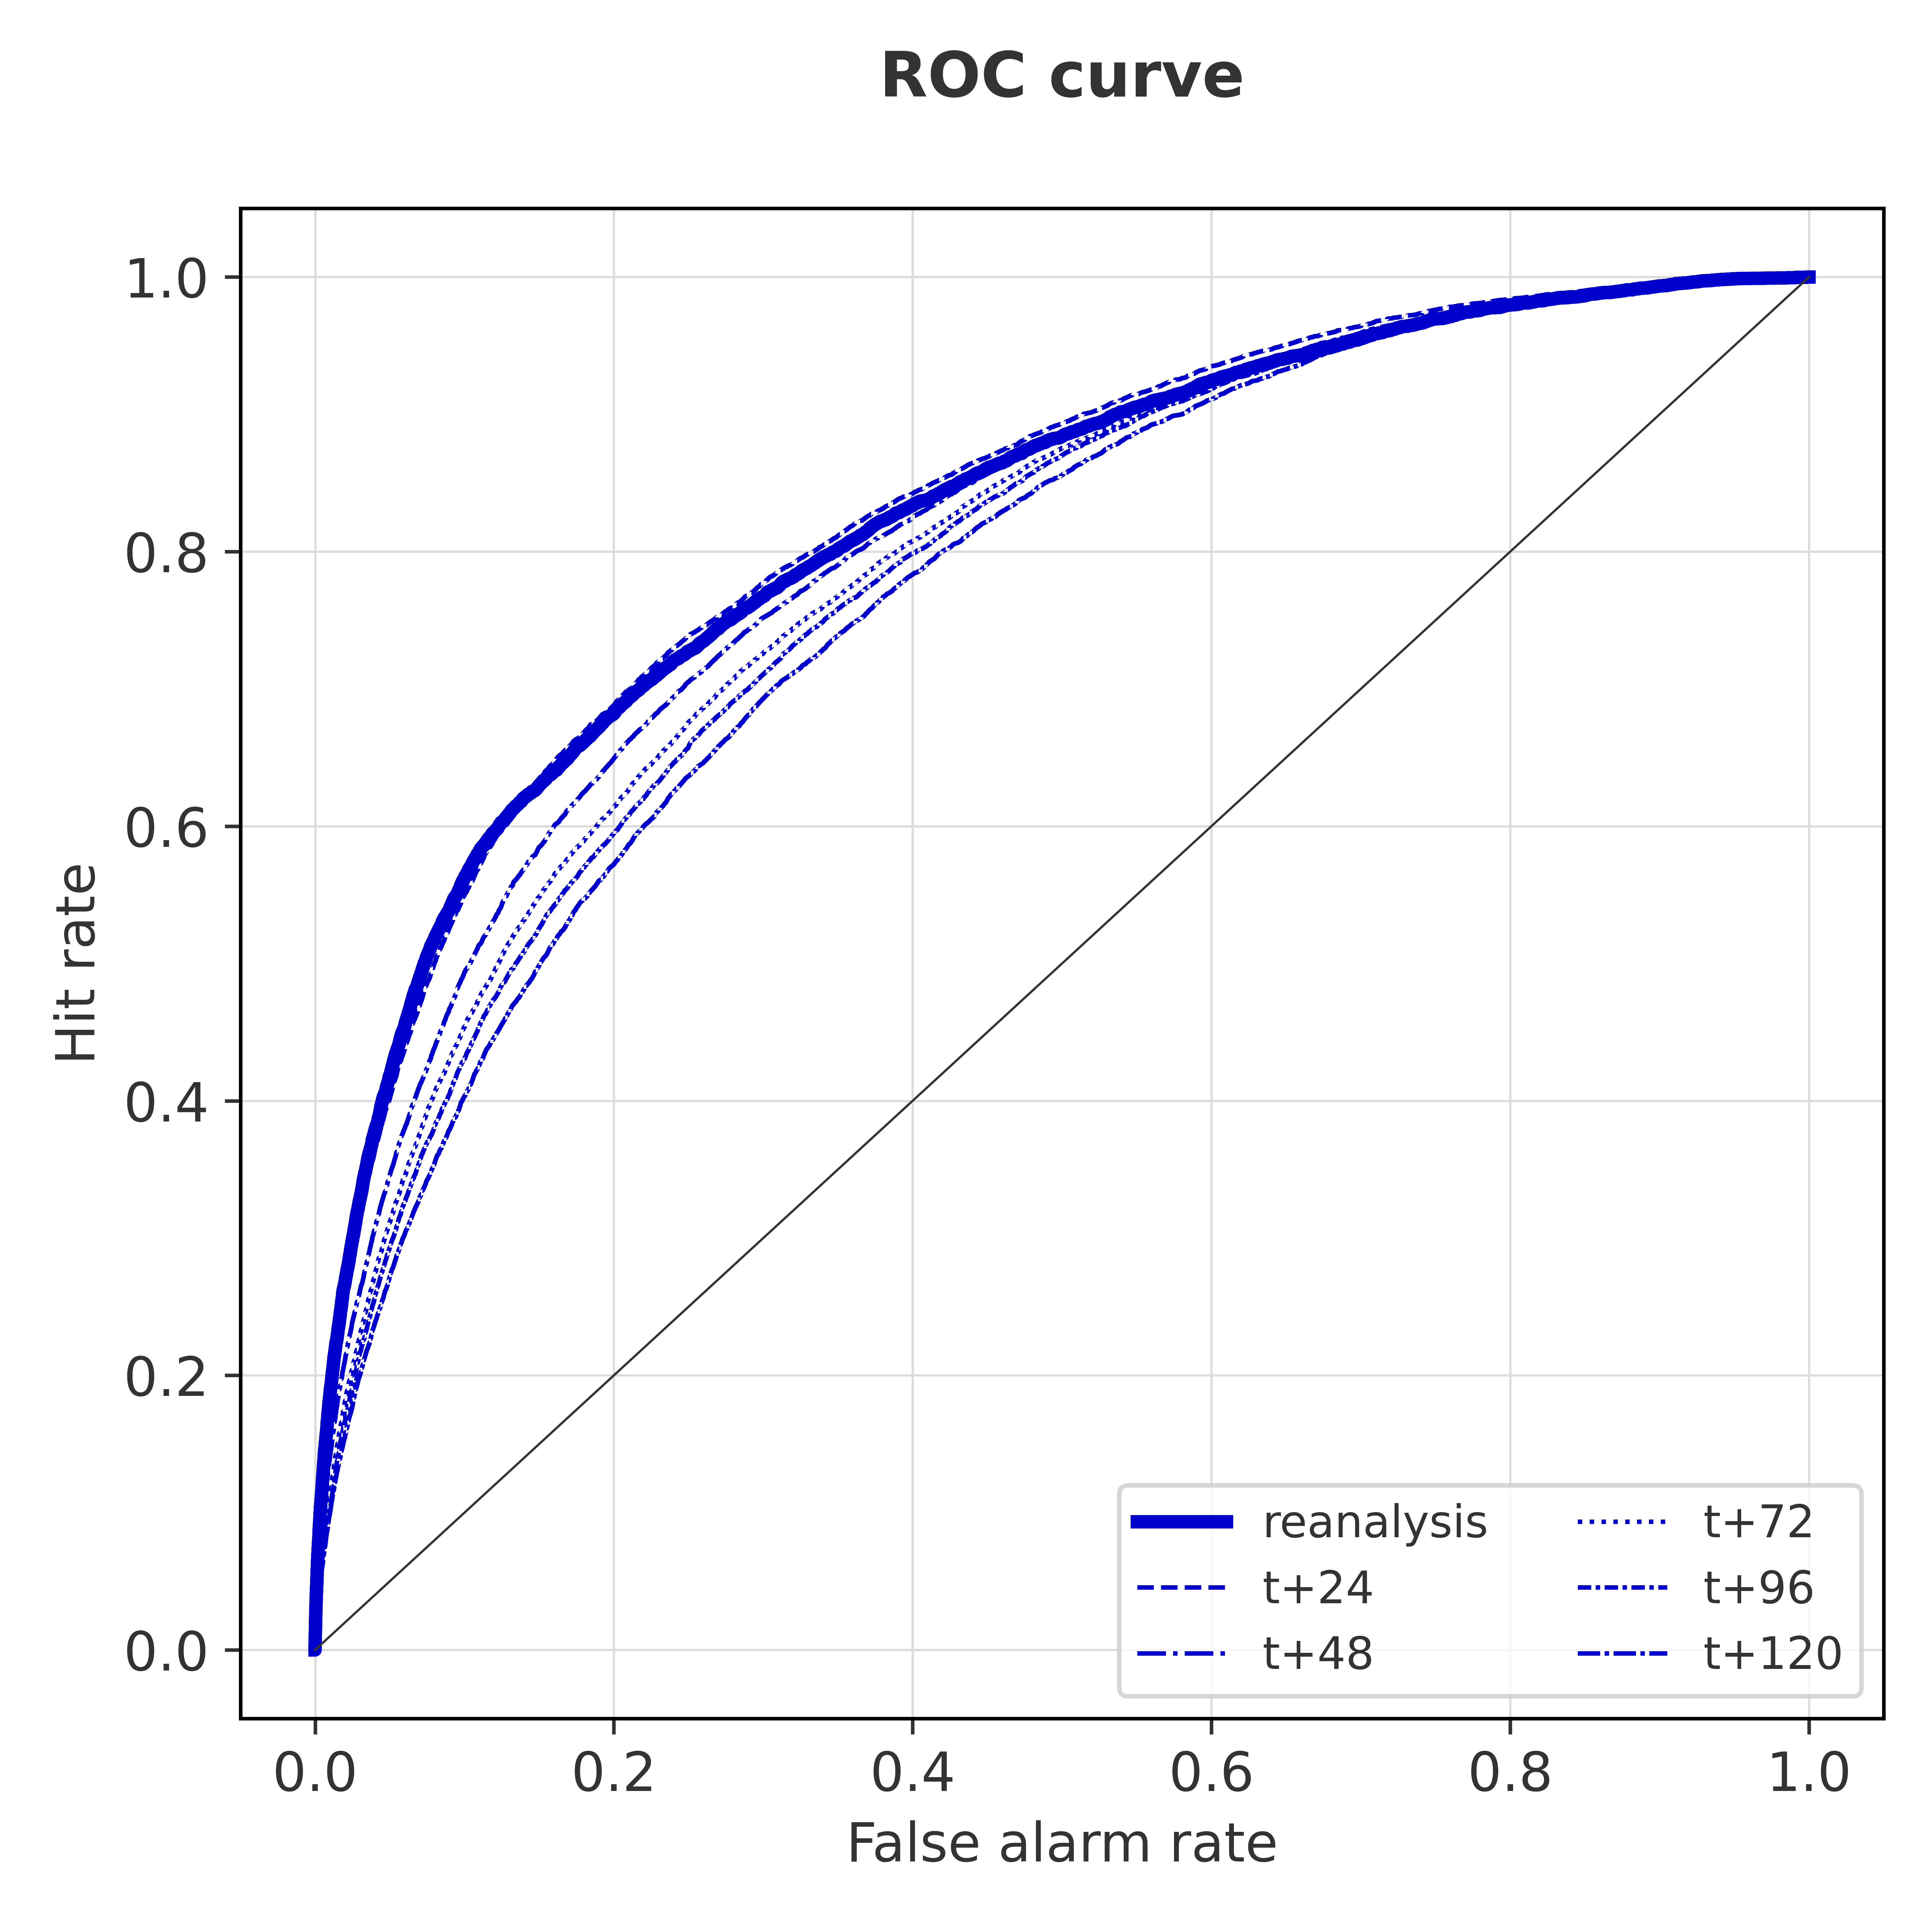 ROC curve
1.0
0.8
0.6
0.4
0.2
0.0
Hit rate
reanalysis
t+24
t+48
t+72
t+96
t+120
0.0 0.2 0.4 0.6 0.8 1.0
False alarm rate